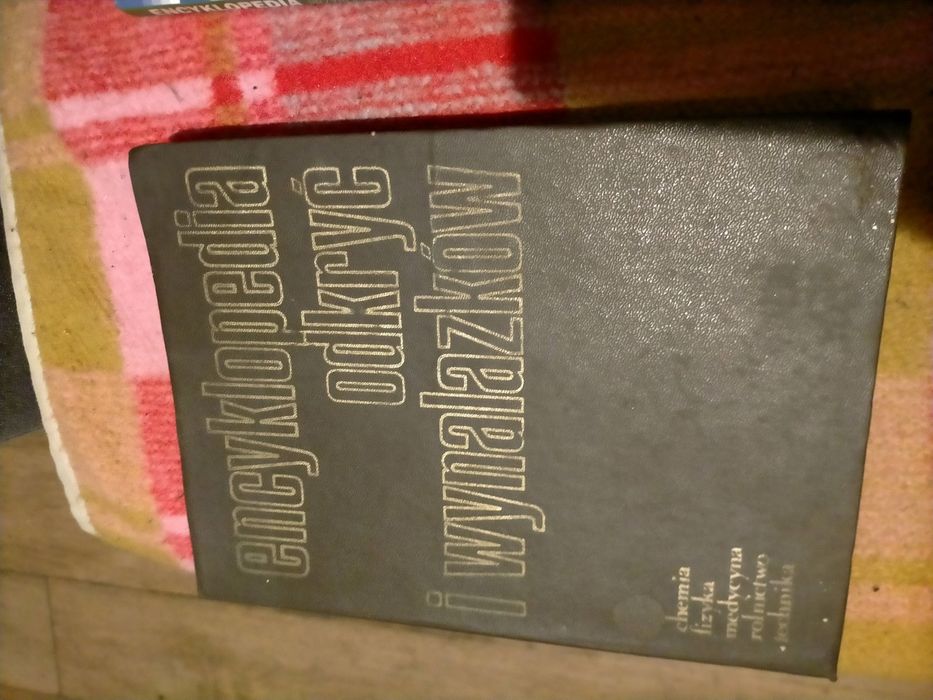 ENCYKLOPEDIA
encyklopedia
odkryć
i wynalazków
chemia
fizyka
medycyna
rolnictwo
technika